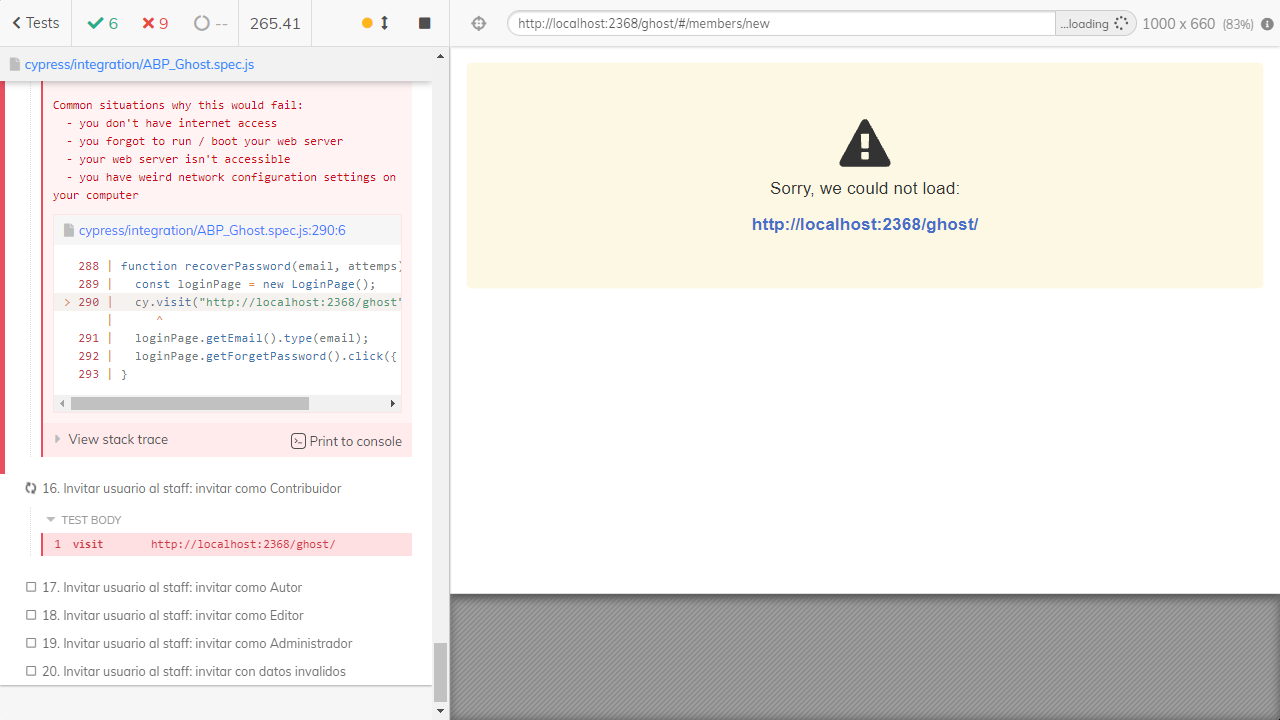 Tests
6
9
--
265.41
http://localhost:2368/ghost/#/members/new
...loading
1000 x 660 (83%)
cypress/integration/ABP_Ghost.spec.js
Common situations why this would fail:
- you don't have internet access
- you forgot to run / boot your web server
- your web server isn't accessible
- you have weird network configuration settings on
your computer
cypress/integration/ABP_Ghost.spec.js:290:6
288 | function recoverPassword(email, attemps)
289 |   const loginPage = new LoginPage();
> 290 |   cy.visit("http://localhost:2368/ghost"
|      ^
291 |   loginPage.getEmail().type(email);
292 |   loginPage.getForgetPassword().click({
293 | }
View stack trace
Print to console
16. Invitar usuario al staff: invitar como Contribuidor
TEST BODY
1 visit http://localhost:2368/ghost/
17. Invitar usuario al staff: invitar como Autor
18. Invitar usuario al staff: invitar como Editor
19. Invitar usuario al staff: invitar como Administrador
20. Invitar usuario al staff: invitar con datos invalidos
Sorry, we could not load:
http://localhost:2368/ghost/